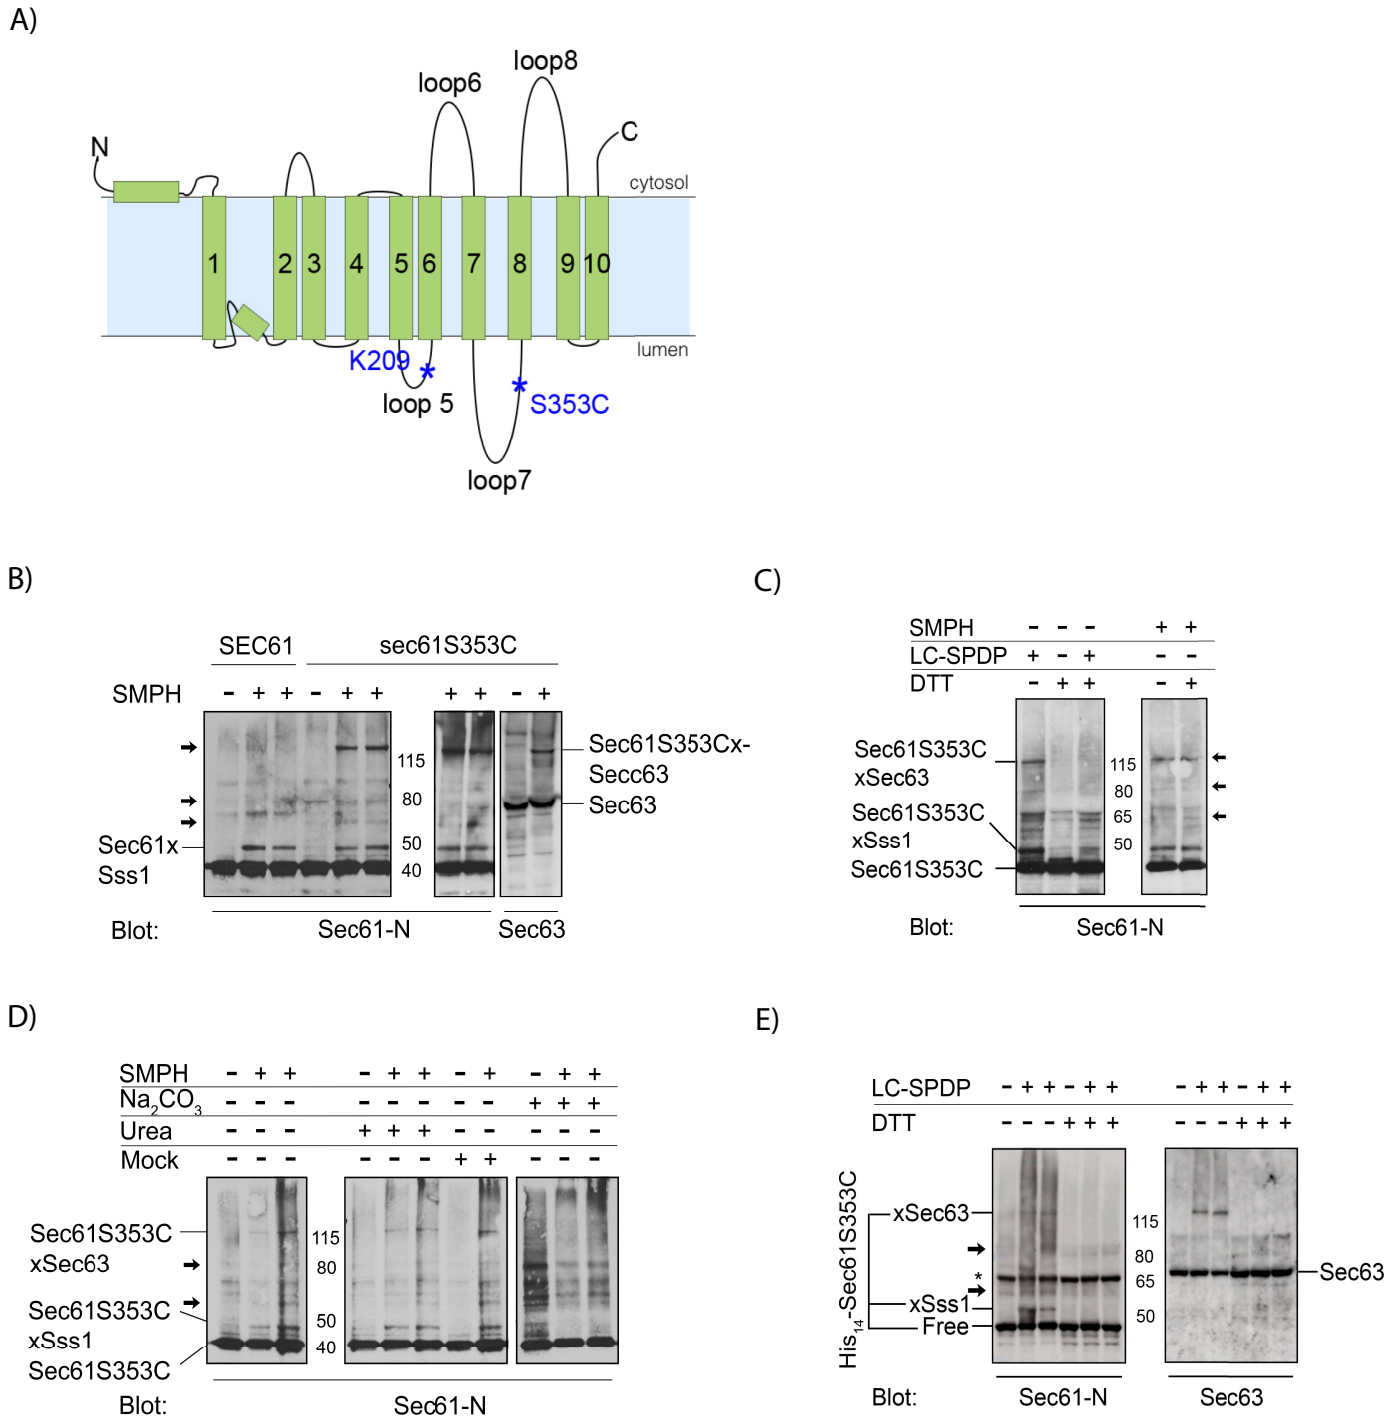 A)
loop8
loop6
N
C
cytosol
1 2 3 4 5 6 7 8 9 10
lumen
K209
*
*
loop 5
S353C
loop7
B)
SEC61 sec61S353C
SMPH - + + - + + + + - +
115
80
50
40
Sec61x
Sss1
Sec61S353Cx-
Secc63
Sec63
Blot: Sec61-N Sec63
C)
SMPH - - - + +
LC-SPDP + - + - -
DTT - + + - +
Sec61S353C
xSec63
Sec61S353C
xSss1
Sec61S353C
115
80
65
50
Blot: Sec61-N
D)
SMPH - + + - + + - + - + +
Na2CO3 - - - - - - - - + + +
Urea - - - + + + - - - - -
Mock - - - - - - + + - - -
Sec61S353C
xSec63
Sec61S353C
xSss1
Sec61S353C
115
80
50
40
Blot: Sec61-N
E)
LC-SPDP - + + - + + - + + - + +
DTT - - - + + + - - - + + +
His14-Sec61S353C
xSec63
*
xSss1
Free
115
80
65
50
Sec63
Blot: Sec61-N Sec63